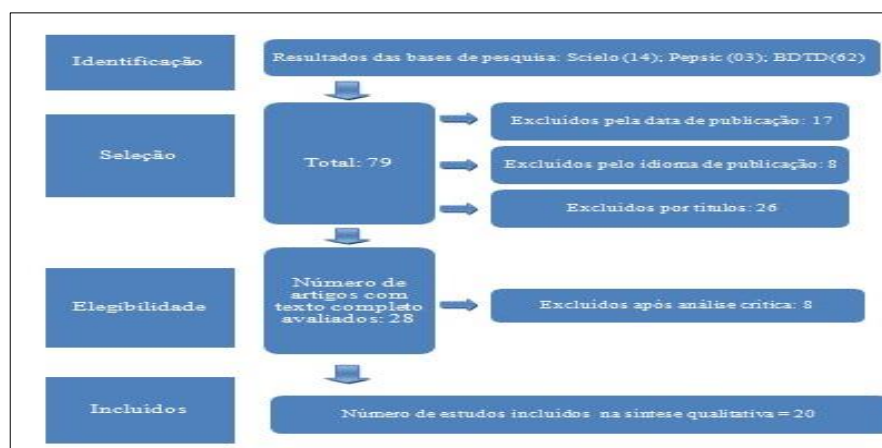 Identificação
Resultados das bases de pesquisa: Scielo (14); Pepsic (03); BDTD(62)
Seleção
Total: 79
Excluídos pela data de publicação: 17
Excluídos pelo idioma de publicação: 8
Excluídos por títulos: 26
Elegibilidade
Número de
artigos com
texto completo
avaliados: 28
Excluídos após análise crítica: 8
Incluídos
Número de estudos incluídos na síntese qualitativa = 20